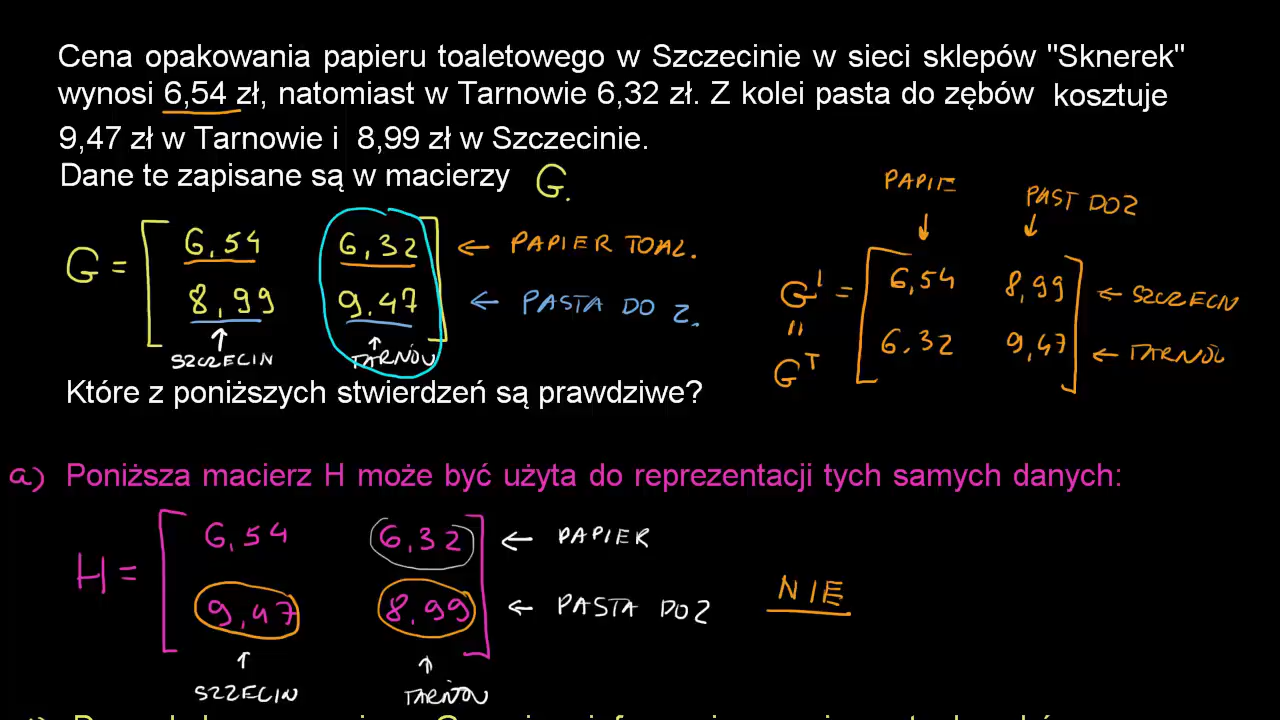 Cena opakowania papieru toaletowego w Szczecinie w sieci sklepów "Sknerek"
wynosi 6,54 zł, natomiast w Tarnowie 6,32 zł. Z kolei pasta do zębów kosztuje
9,47 zł w Tarnowie i 8,99 zł w Szczecinie.
Dane te zapisane są w macierzy G.
G = [ 6,54 6,32 ← PAPIER TOAL.
8,99 9,47 ] ← PASTA DO Z.
↑ ↑
SZCZECIN TARNÓW
PAPIE PAST DO Z
↓ ↓
G' = [ 6,54 8,99 ← SZCZECIN
"
G^T 6.32 9,47 ] ← TARNÓW
Które z poniższych stwierdzeń są prawdziwe?
a) Poniższa macierz H może być użyta do reprezentacji tych samych danych:
H = [ 6,54 6,32 ← PAPIER
9,47 8,99 ] ← PASTA DO Z
NIE
↑ ↑
SZZECIN TARNÓW